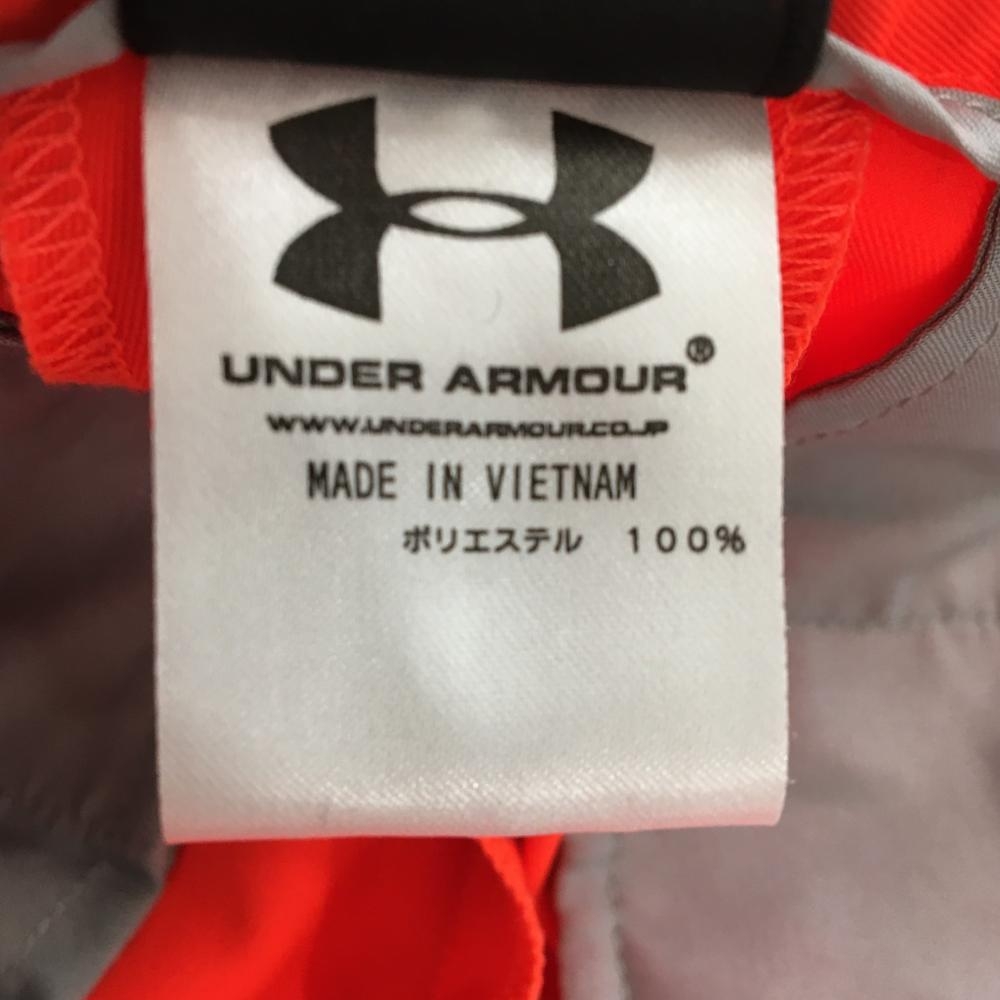 UNDER ARMOUR®
WWW.UNDERARMOUR.CO.JP
MADE IN VIETNAM
ポリエステル 100%